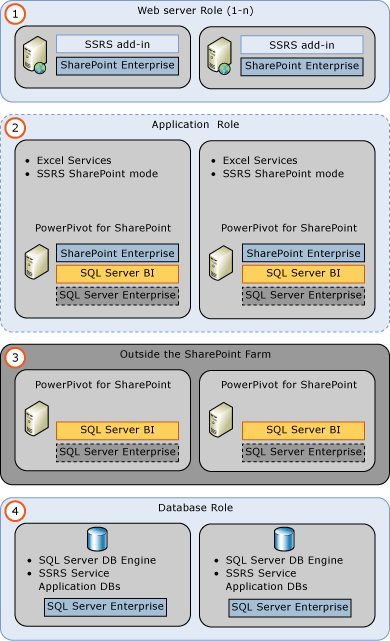 1
Web server Role (1-n)
SSRS add-in
SharePoint Enterprise
SSRS add-in
SharePoint Enterprise
2
Application Role
• Excel Services
• SSRS SharePoint mode
PowerPivot for SharePoint
SharePoint Enterprise
SQL Server BI
SQL Server Enterprise
• Excel Services
• SSRS SharePoint mode
PowerPivot for SharePoint
SharePoint Enterprise
SQL Server BI
SQL Server Enterprise
3
Outside the SharePoint Farm
PowerPivot for SharePoint
SQL Server BI
SQL Server Enterprise
PowerPivot for SharePoint
SQL Server BI
SQL Server Enterprise
4
Database Role
• SQL Server DB Engine
• SSRS Service
Application DBs
SQL Server Enterprise
• SQL Server DB Engine
• SSRS Service
Application DBs
SQL Server Enterprise